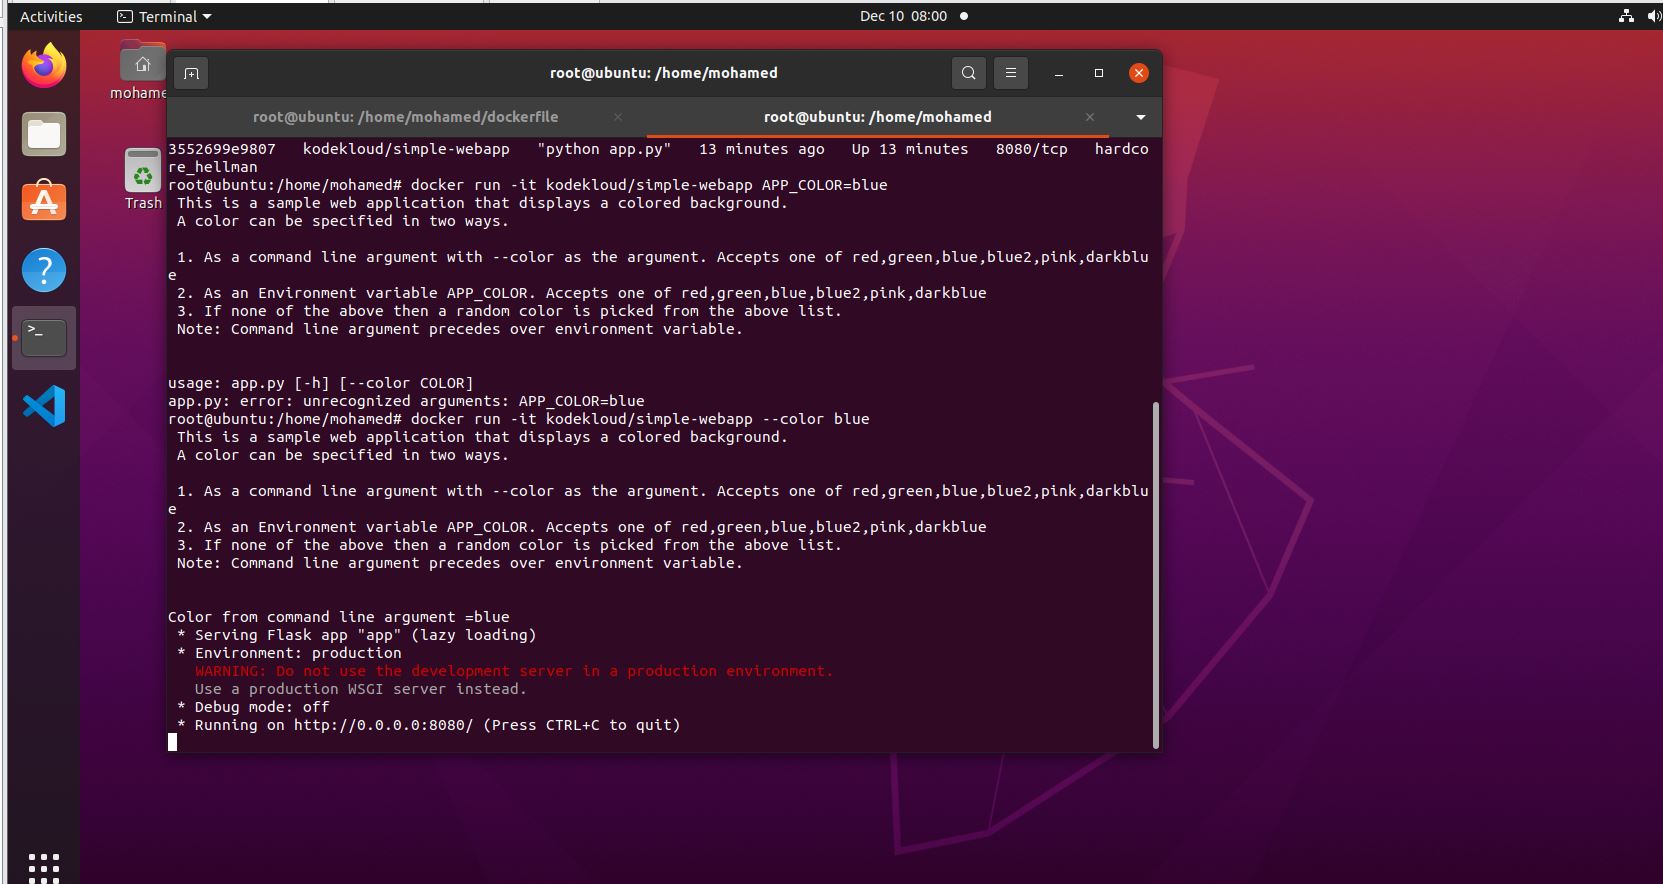 Activities
Terminal
Dec 10 08:00
mohame
Trash
root@ubuntu: /home/mohamed
root@ubuntu: /home/mohamed/dockerfile
root@ubuntu: /home/mohamed
3552699e9807   kodekloud/simple-webapp   "python app.py"   13 minutes ago   Up 13 minutes   8080/tcp   hardco
re_hellman
root@ubuntu:/home/mohamed# docker run -it kodekloud/simple-webapp APP_COLOR=blue
This is a sample web application that displays a colored background.
A color can be specified in two ways.
1. As a command line argument with --color as the argument. Accepts one of red,green,blue,blue2,pink,darkblu
e
2. As an Environment variable APP_COLOR. Accepts one of red,green,blue,blue2,pink,darkblue
3. If none of the above then a random color is picked from the above list.
Note: Command line argument precedes over environment variable.
usage: app.py [-h] [--color COLOR]
app.py: error: unrecognized arguments: APP_COLOR=blue
root@ubuntu:/home/mohamed# docker run -it kodekloud/simple-webapp --color blue
This is a sample web application that displays a colored background.
A color can be specified in two ways.
1. As a command line argument with --color as the argument. Accepts one of red,green,blue,blue2,pink,darkblu
e
2. As an Environment variable APP_COLOR. Accepts one of red,green,blue,blue2,pink,darkblue
3. If none of the above then a random color is picked from the above list.
Note: Command line argument precedes over environment variable.
Color from command line argument =blue
* Serving Flask app "app" (lazy loading)
* Environment: production
WARNING: Do not use the development server in a production environment.
Use a production WSGI server instead.
* Debug mode: off
* Running on http://0.0.0.0:8080/ (Press CTRL+C to quit)